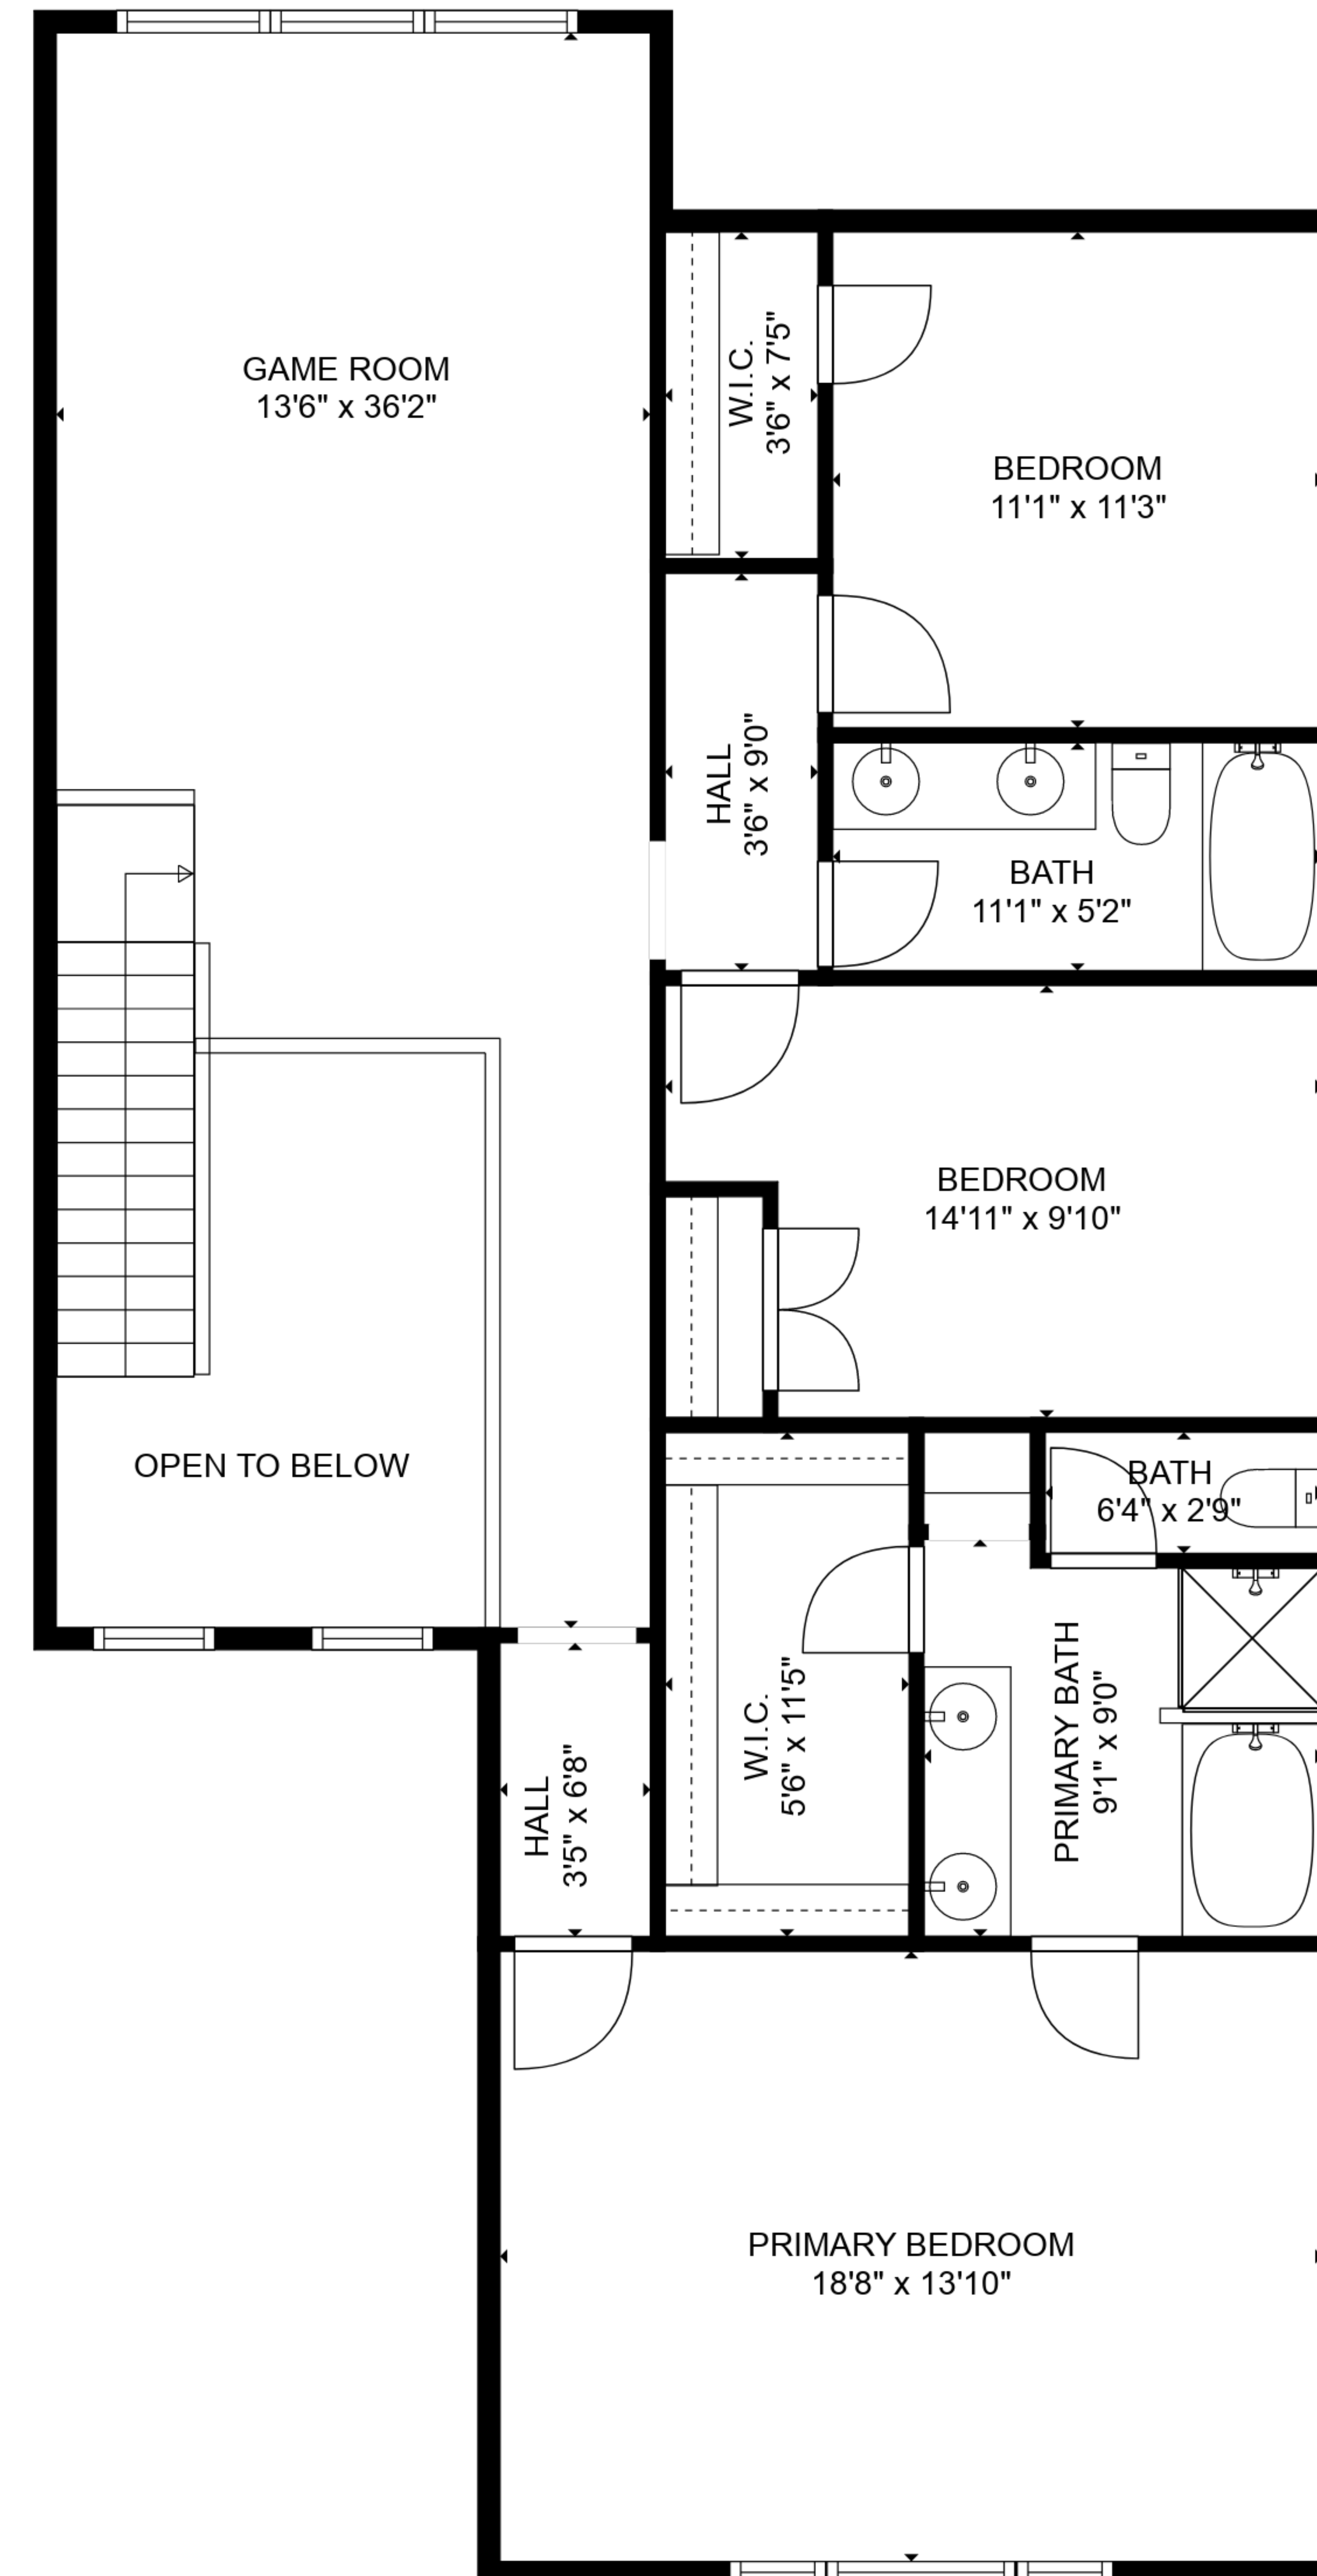 GAME ROOM
13'6" x 36'2"
W.I.C.
3'6" x 7'5"
BEDROOM
11'1" x 11'3"
HALL
3'6" x 9'0"
BATH
11'1" x 5'2"
BEDROOM
14'11" x 9'10"
OPEN TO BELOW
BATH
6'4" x 2'9"
W.I.C.
5'6" x 11'5"
PRIMARY BATH
9'1" x 9'0"
HALL
3'5" x 6'8"
PRIMARY BEDROOM
18'8" x 13'10"